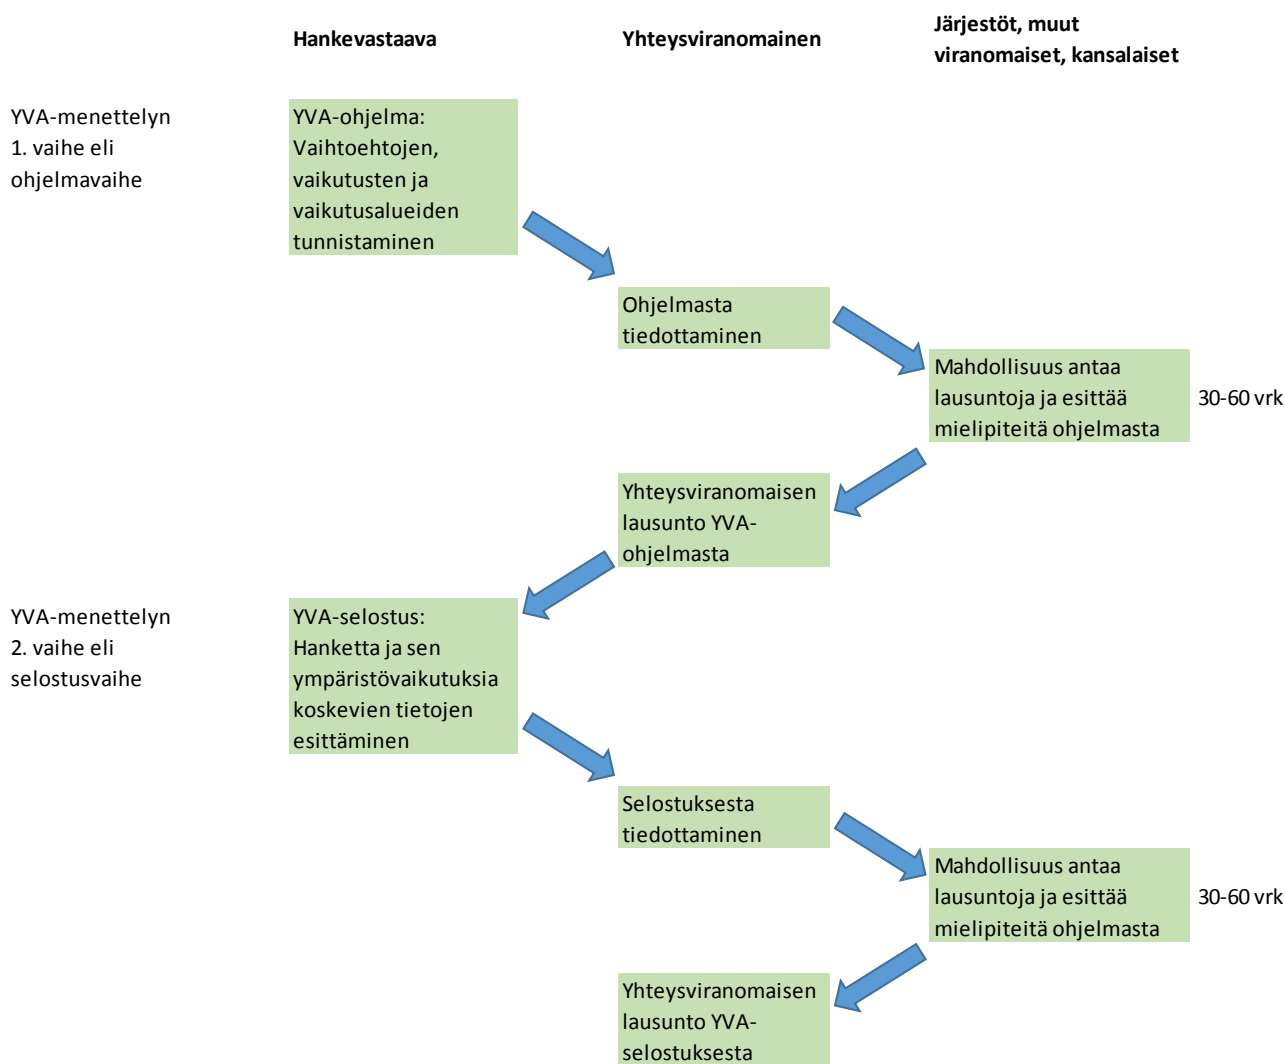 Hankevastaava
Yhteysviranomainen
Järjestöt, muut
viranomaiset, kansalaiset
YVA-menettelyn
1. vaihe eli
ohjelmavaihe
YVA-ohjelma:
Vaihtoehtojen,
vaikutusten ja
vaikutusalueiden
tunnistaminen
Ohjelmasta
tiedottaminen
Mahdollisuus antaa
lausuntoja ja esittää
mielipiteitä ohjelmasta
30-60 vrk
Yhteysviranomaisen
lausunto YVA-
ohjelmasta
YVA-menettelyn
2. vaihe eli
selostusvaihe
YVA-selostus:
Hanketta ja sen
ympäristövaikutuksia
koskevien tietojen
esittäminen
Selostuksesta
tiedottaminen
Mahdollisuus antaa
lausuntoja ja esittää
mielipiteitä ohjelmasta
30-60 vrk
Yhteysviranomaisen
lausunto YVA-
selostuksesta